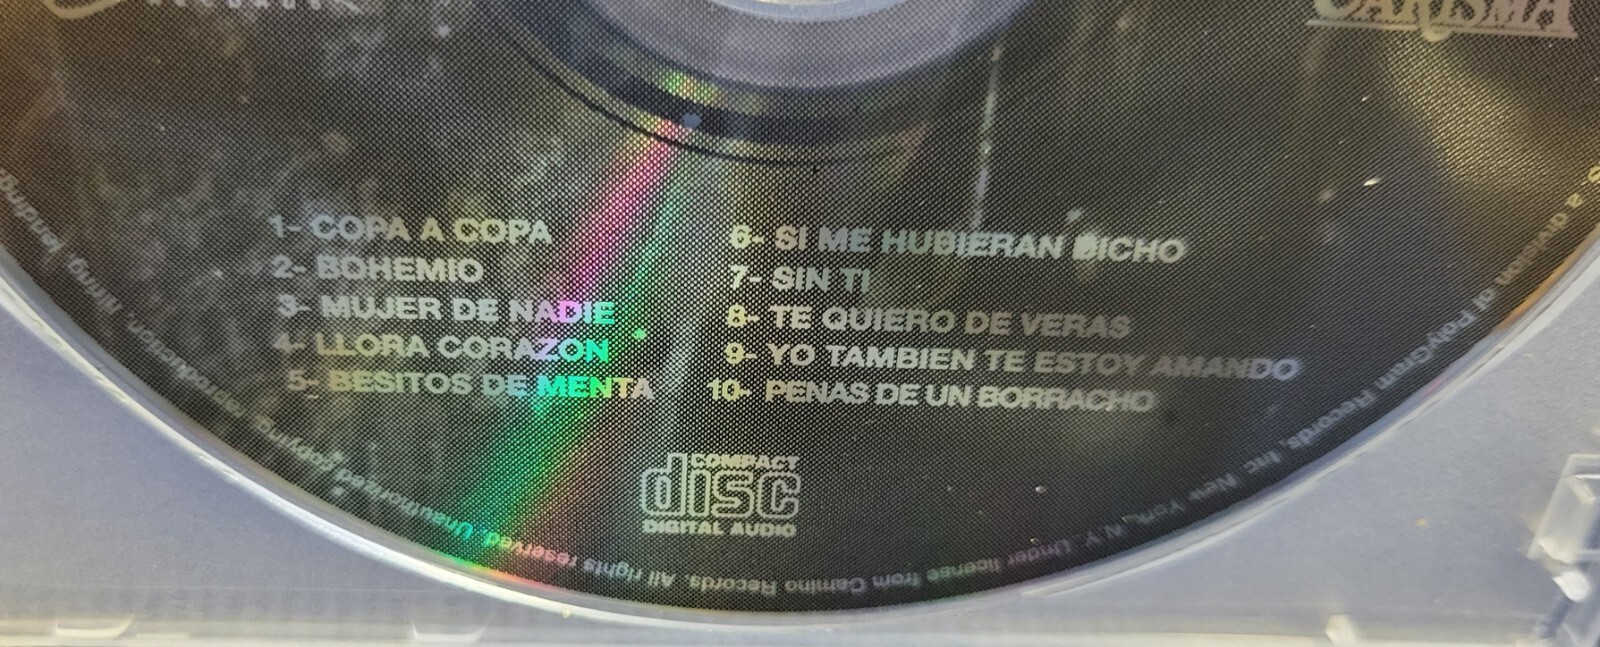 CARISMA
1- COPA A COPA
2- BOHEMIO
3- MUJER DE NADIE
4- LLORA CORAZON
5- BESITOS DE MENTA
6- SI ME HUBIERAN DICHO
7- SIN TI
8- TE QUIERO DE VERAS
9- YO TAMBIEN TE ESTOY AMANDO
10- PENAS DE UN BORRACHO
COMPACT
disc
DIGITAL AUDIO
a division of PolyGram Records, Inc. New York, N.Y. Under license from Camino Records. All rights reserved. Unauthorized copying, reproduction, hiring, lending,